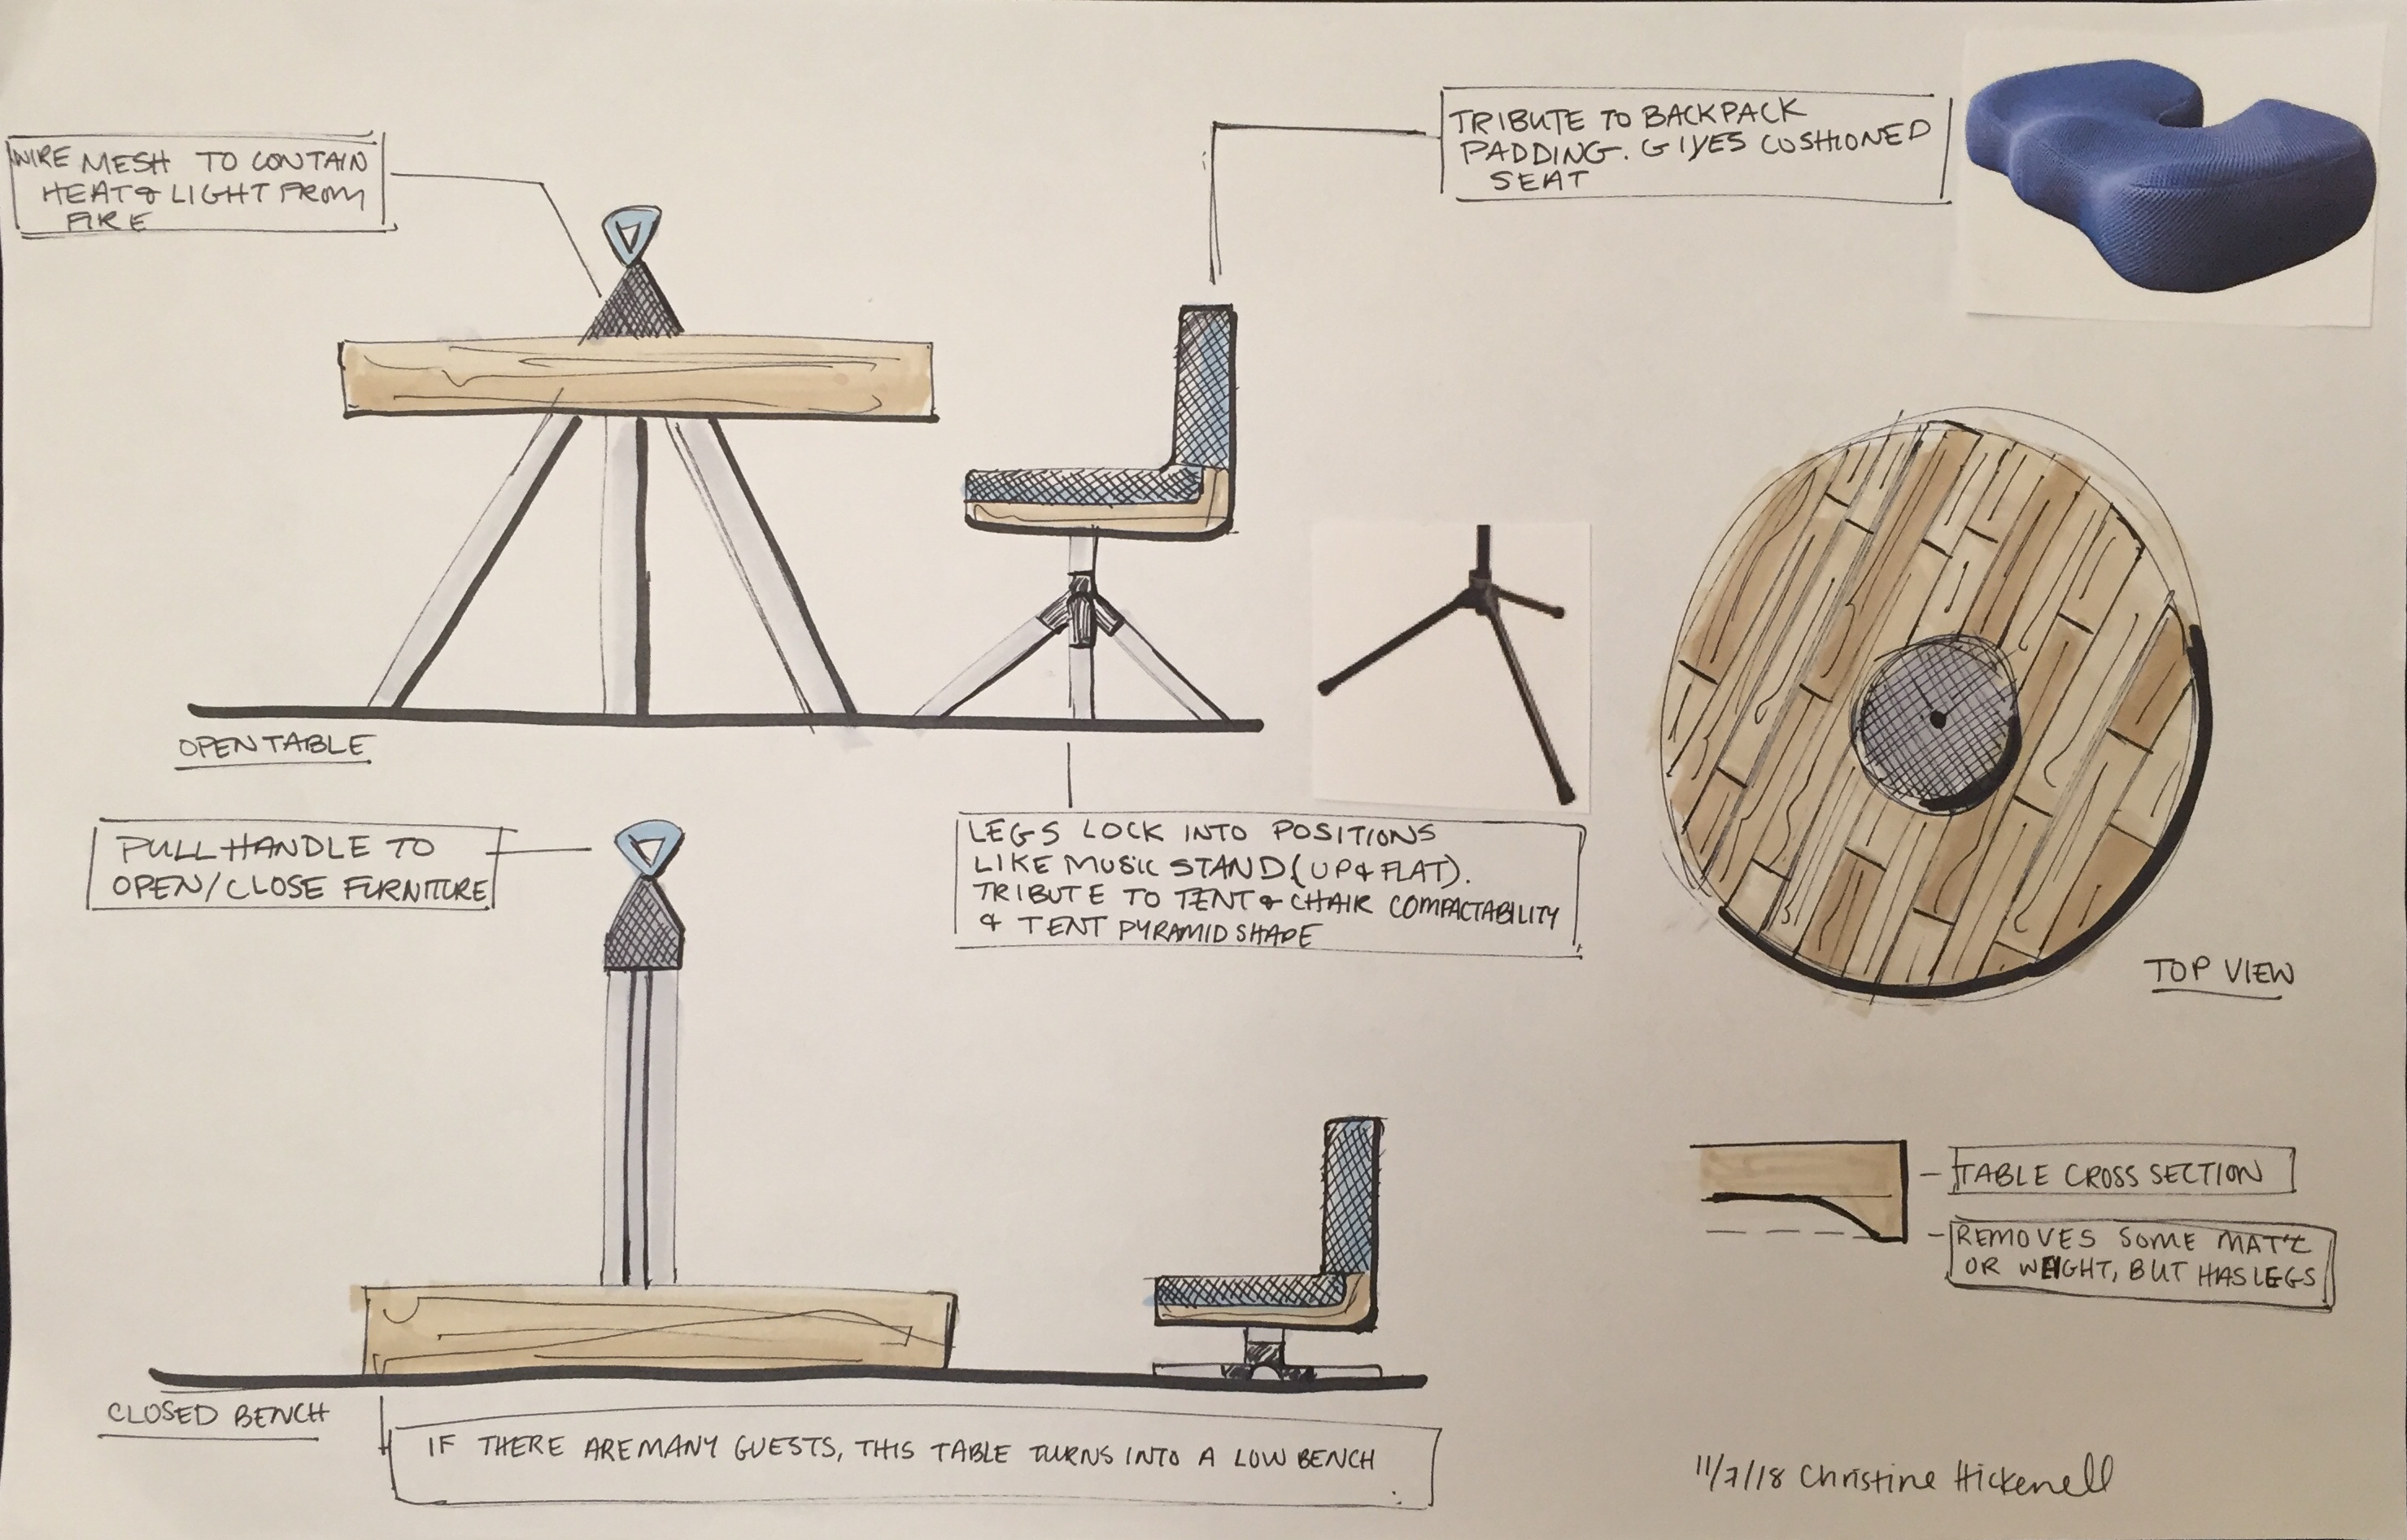 WIRE MESH TO CONTAIN
HEAT & LIGHT FROM
FIRE
TRIBUTE TO BACKPACK
PADDING. GIVES CUSHIONED
SEAT
OPEN TABLE
PULL HANDLE TO
OPEN/CLOSE FURNITURE
LEGS LOCK INTO POSITIONS
LIKE MUSIC STAND (UP & FLAT).
TRIBUTE TO TENT & CHAIR COMPACTABILITY
& TENT PYRAMID SHAPE
TOP VIEW
TABLE CROSS SECTION
REMOVES SOME MAT'L
OR WEIGHT, BUT HAS LEGS
CLOSED BENCH
IF THERE ARE MANY GUESTS, THIS TABLE TURNS INTO A LOW BENCH
11/7/18 Christine Hickenell